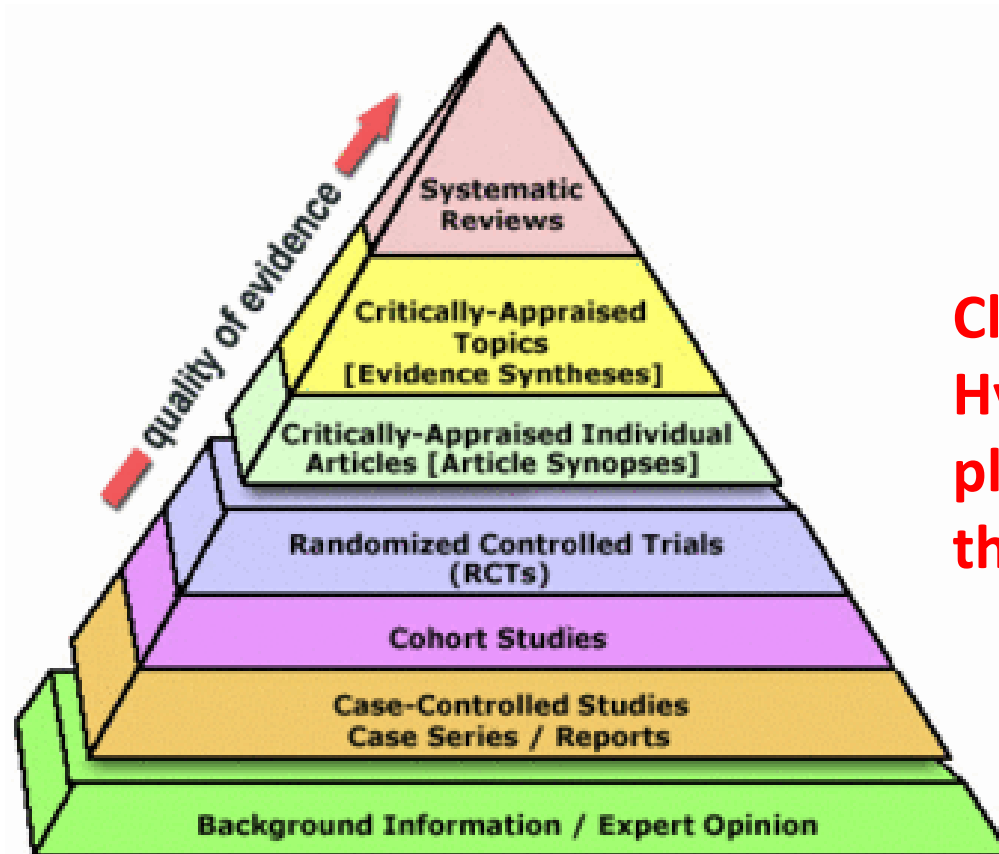 quality of evidence
Systematic
Reviews
Critically-Appraised
Topics
[Evidence Syntheses]
Critically-Appraised Individual
Articles [Article Synopses]
Randomized Controlled Trials
(RCTs)
Cohort Studies
Case-Controlled Studies
Case Series / Reports
Background Information / Expert Opinion